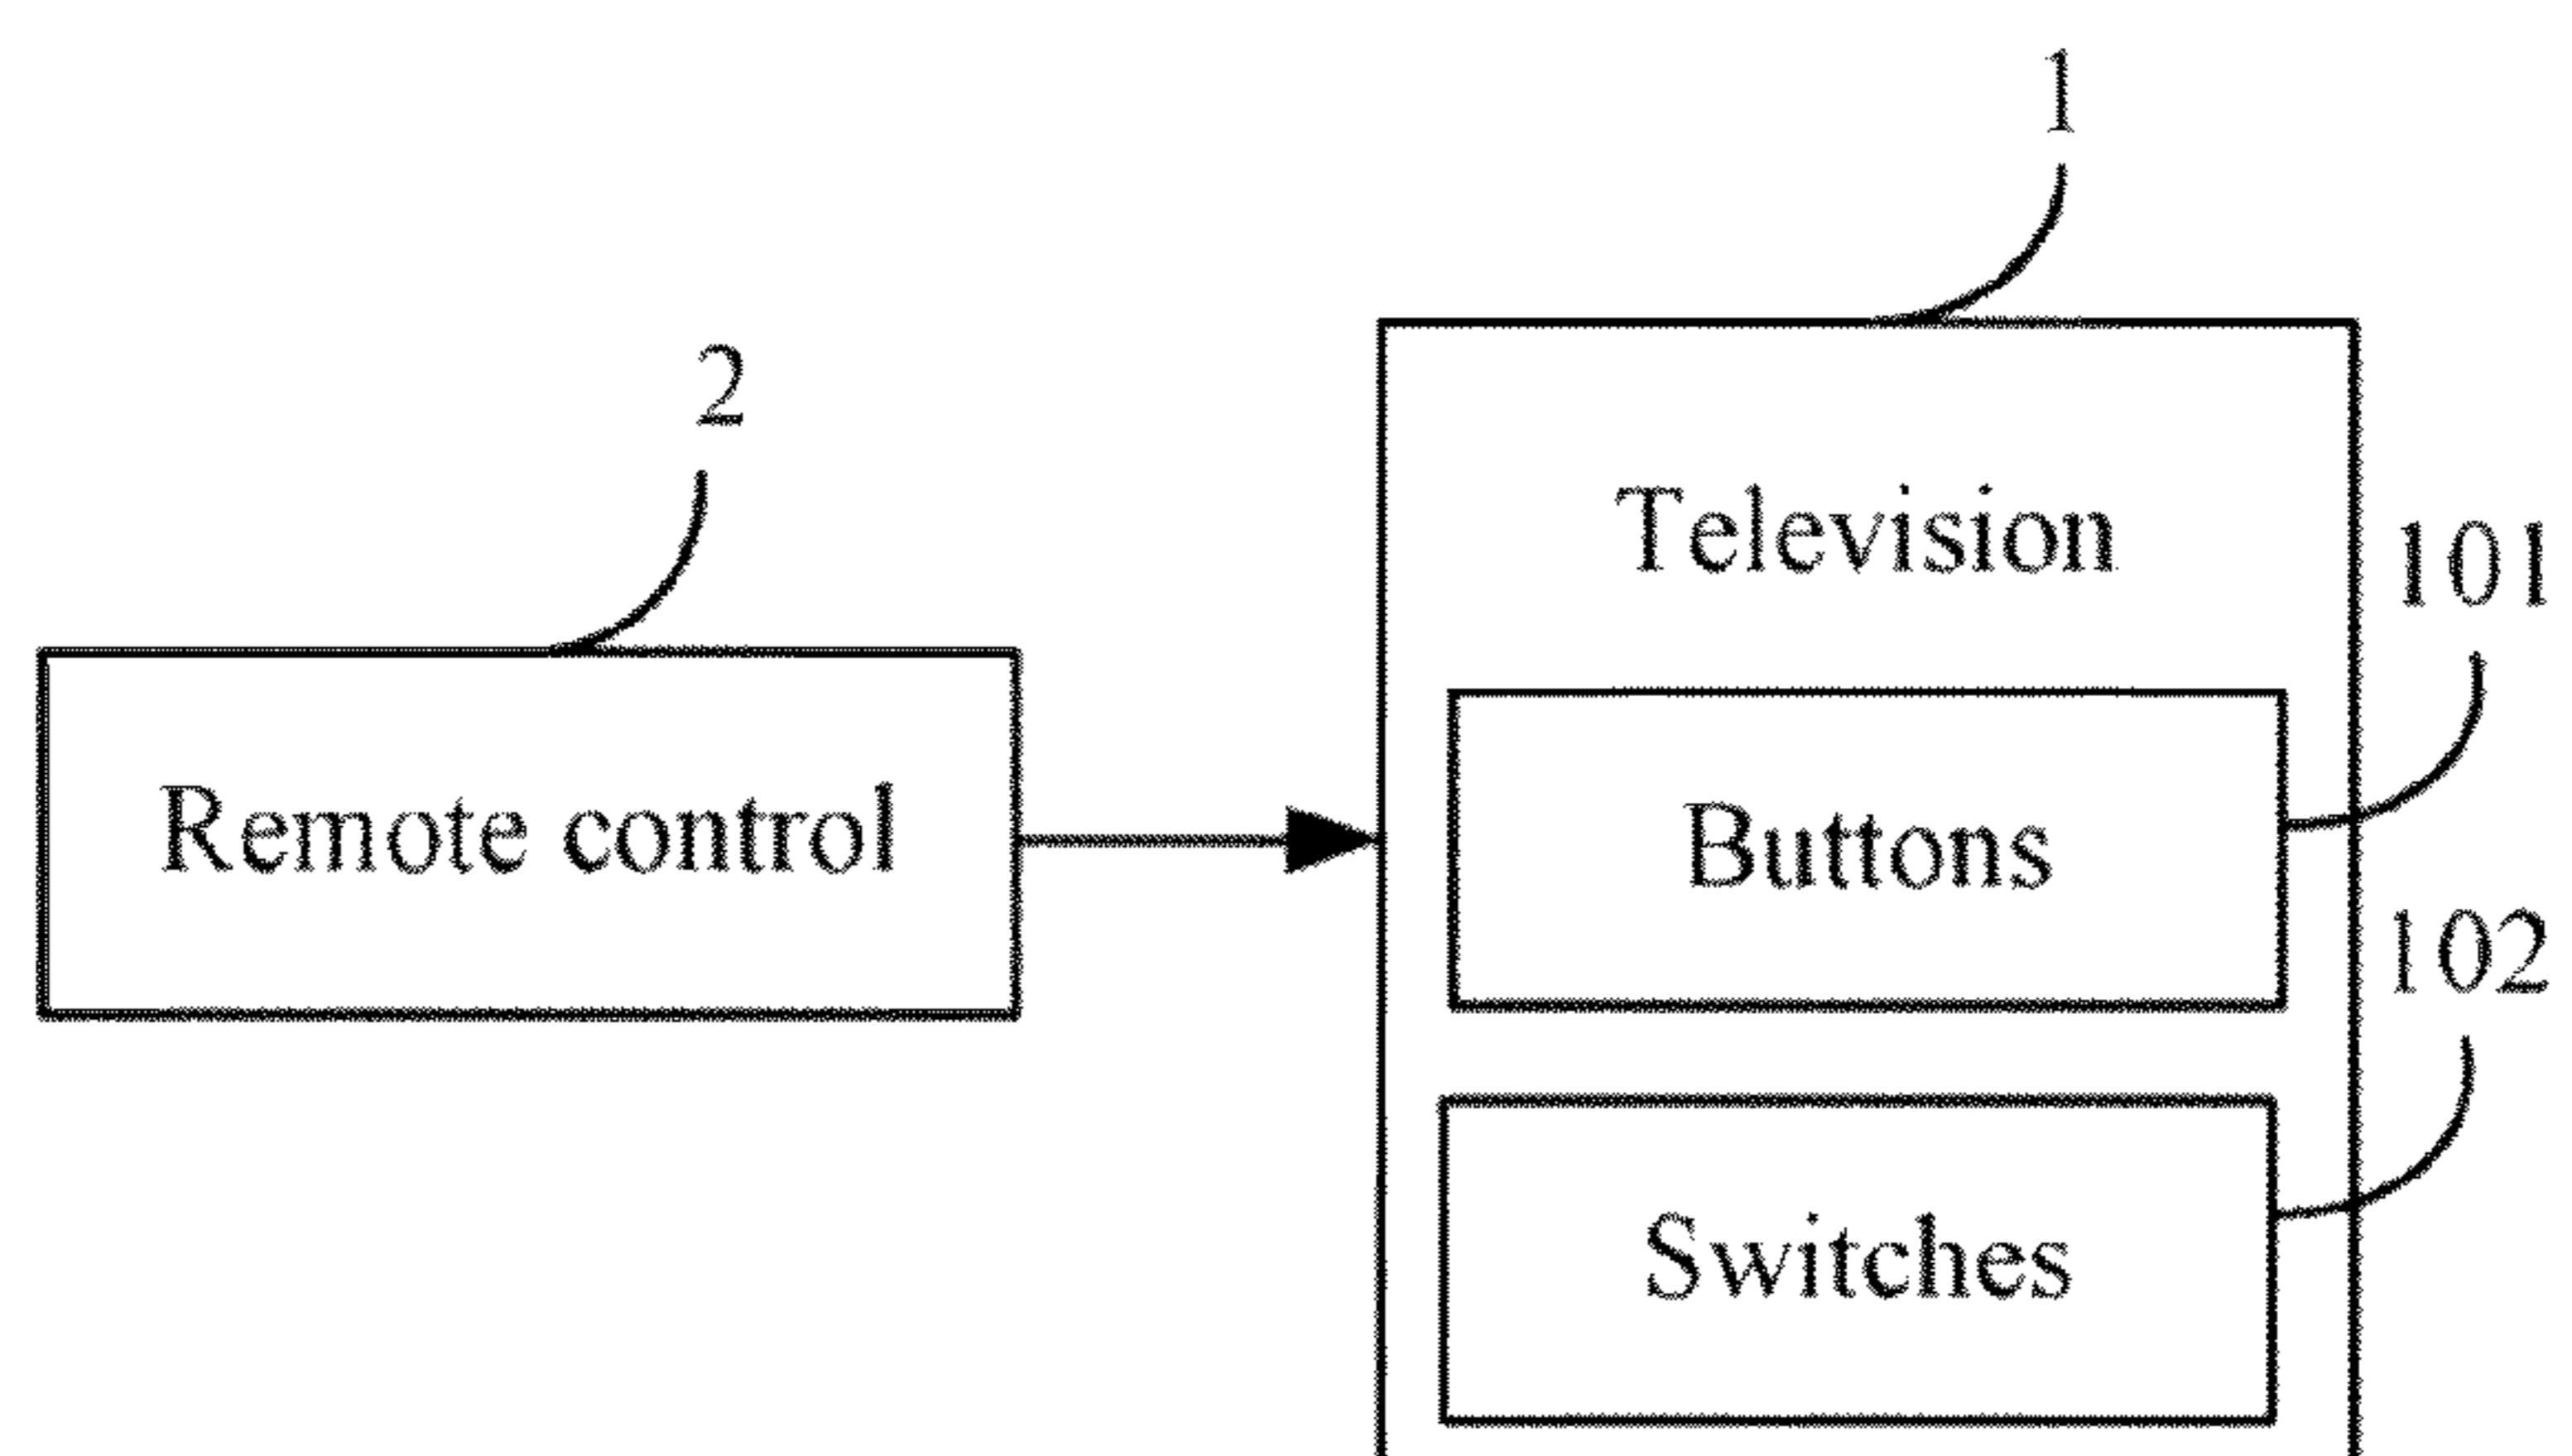 1
2
Television
101
Remote control
Buttons
102
Switches